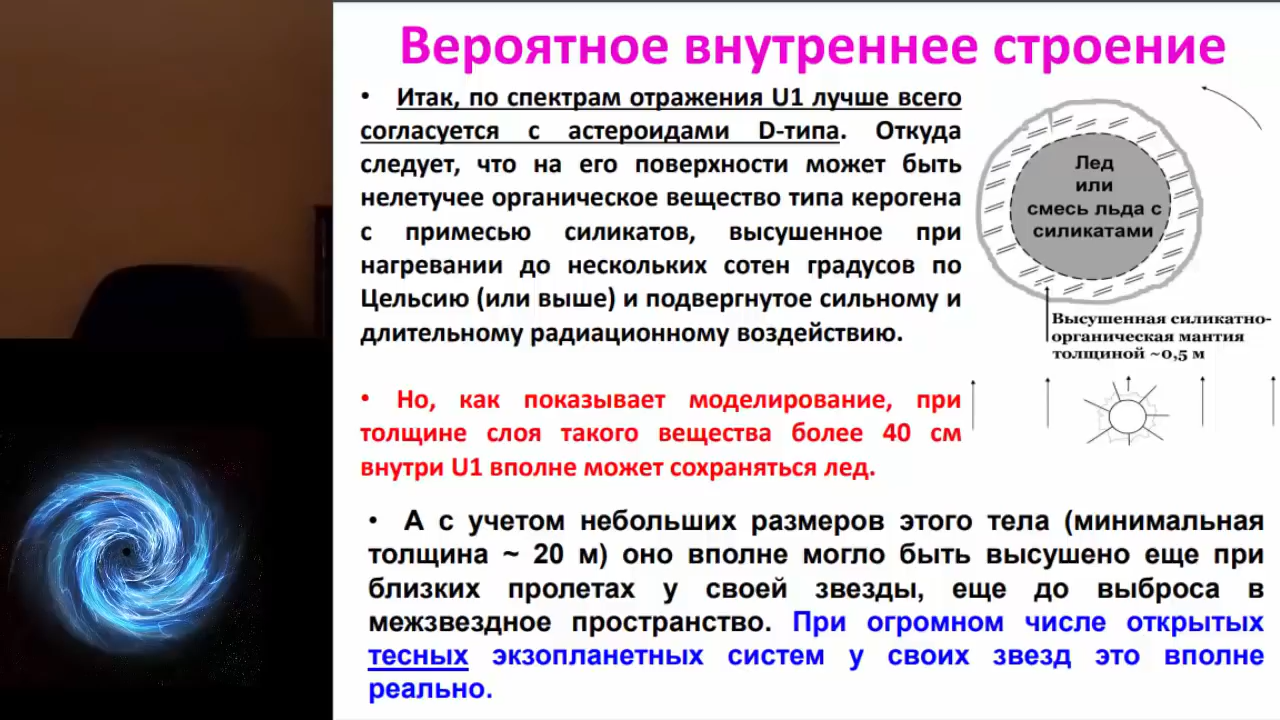 Вероятное внутреннее строение
• Итак, по спектрам отражения U1 лучше всего
согласуется с астероидами D-типа. Откуда
следует, что на его поверхности может быть
нелетучее органическое вещество типа керогена
с примесью силикатов, высушенное при
нагревании до нескольких сотен градусов по
Цельсию (или выше) и подвергнутое сильному и
длительному радиационному воздействию.
Лед
или
смесь льда с
силикатами
Высушенная силикатно-
органическая мантия
толщиной ~0,5 м
• Но, как показывает моделирование, при
толщине слоя такого вещества более 40 см
внутри U1 вполне может сохраняться лед.
• А с учетом небольших размеров этого тела (минимальная
толщина ~ 20 м) оно вполне могло быть высушено еще при
близких пролетах у своей звезды, еще до выброса в
межзвездное пространство. При огромном числе открытых
тесных экзопланетных систем у своих звезд это вполне
реально.